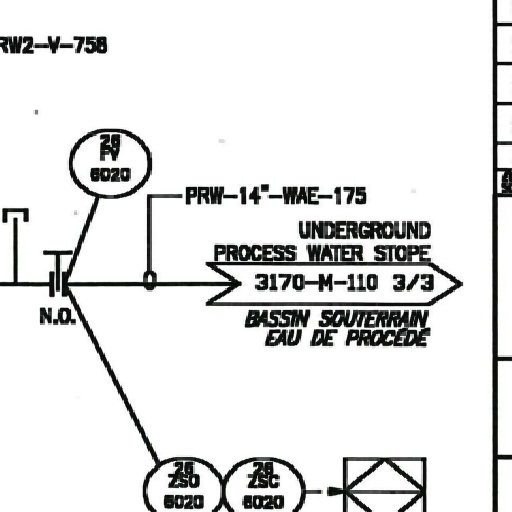 RW2-V-758
26
FV
6020
PRW-14"-WAE-175
UNDERGROUND
PROCESS WATER STOPE
3170-M-110 3/3
BASSIN SOUTERRAIN
EAU DE PROCÉDÉ
N.O.
26
ZSO
6020
26
ZSC
6020